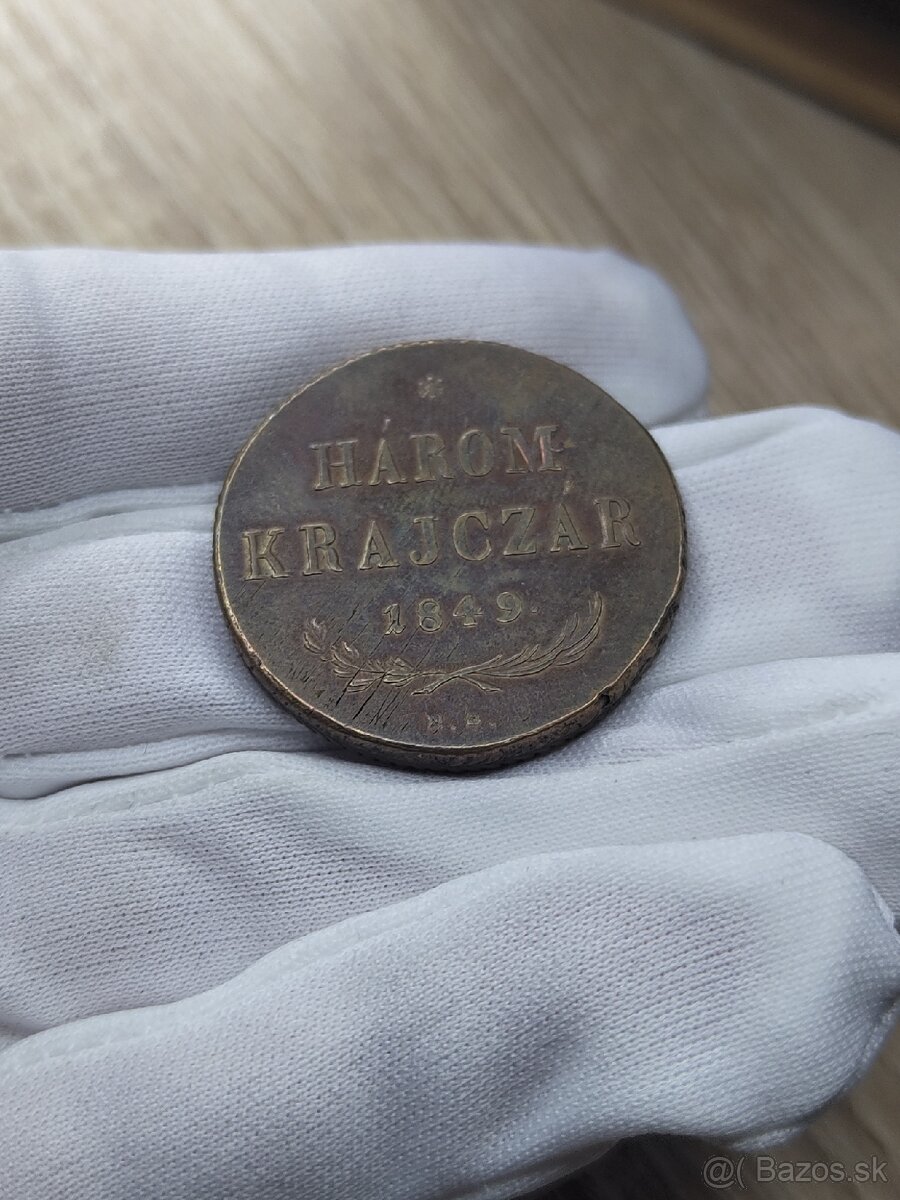 HÁROM
KRAJCZÁR
1849.
N.B.
@( Bazos.sk